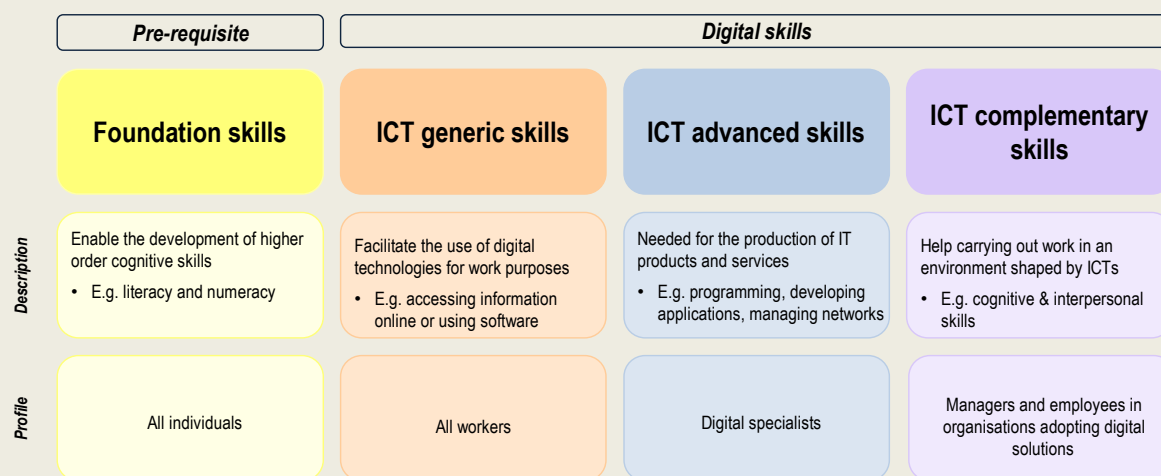 Pre-requisite
Digital skills
Foundation skills
ICT generic skills
ICT advanced skills
ICT complementary
skills
Description
Enable the development of higher
order cognitive skills
• E.g. literacy and numeracy
Facilitate the use of digital
technologies for work purposes
• E.g. accessing information
online or using software
Needed for the production of IT
products and services
• E.g. programming, developing
applications, managing networks
Help carrying out work in an
environment shaped by ICTs
• E.g. cognitive & interpersonal
skills
Profile
All individuals
All workers
Digital specialists
Managers and employees in
organisations adopting digital
solutions